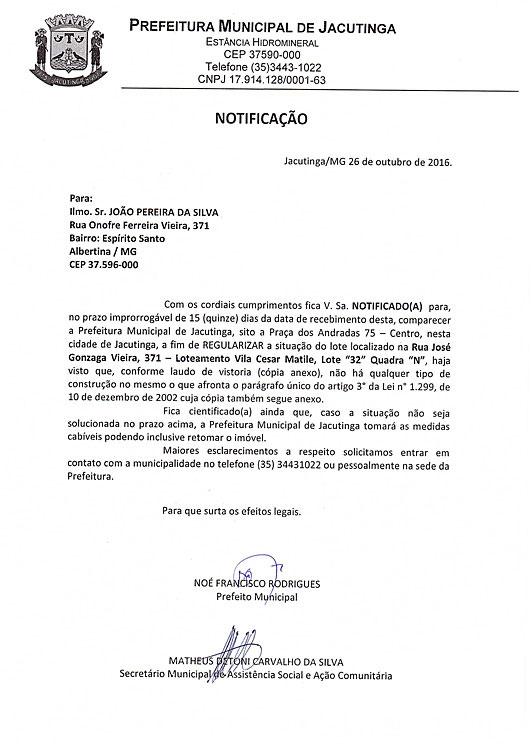 PREFEITURA MUNICIPAL DE JACUTINGA
ESTÂNCIA HIDROMINERAL
CEP 37590-000
Telefone (35)3443-1022
CNPJ 17.914.128/0001-63
NOTIFICAÇÃO
Jacutinga/MG 26 de outubro de 2016.
Para:
Ilmo. Sr. JOÃO PEREIRA DA SILVA
Rua Onofre Ferreira Vieira, 371
Bairro: Espírito Santo
Albertina / MG
CEP 37.596-000
Com os cordiais cumprimentos fica V. Sa. NOTIFICADO(A) para,
no prazo improrrogável de 15 (quinze) dias da data de recebimento desta, comparecer
a Prefeitura Municipal de Jacutinga, sito a Praça dos Andradas 75 – Centro, nesta
cidade de Jacutinga, a fim de REGULARIZAR a situação do lote localizado na Rua José
Gonzaga Vieira, 371 – Loteamento Vila Cesar Matile, Lote “32” Quadra “N”, haja
visto que, conforme laudo de vistoria (cópia anexo), não há qualquer tipo de
construção no mesmo o que afronta o parágrafo único do artigo 3° da Lei n° 1.299, de
10 de dezembro de 2002 cuja cópia também segue anexo.
Fica cientificado(a) ainda que, caso a situação não seja
solucionada no prazo acima, a Prefeitura Municipal de Jacutinga tomará as medidas
cabíveis podendo inclusive retomar o imóvel.
Maiores esclarecimentos a respeito solicitamos entrar em
contato com a municipalidade no telefone (35) 34431022 ou pessoalmente na sede da
Prefeitura.
Para que surta os efeitos legais.
NOÉ FRANCISCO RODRIGUES
Prefeito Municipal
MATHEUS DETONI CARVALHO DA SILVA
Secretário Municipal de Assistência Social e Ação Comunitária